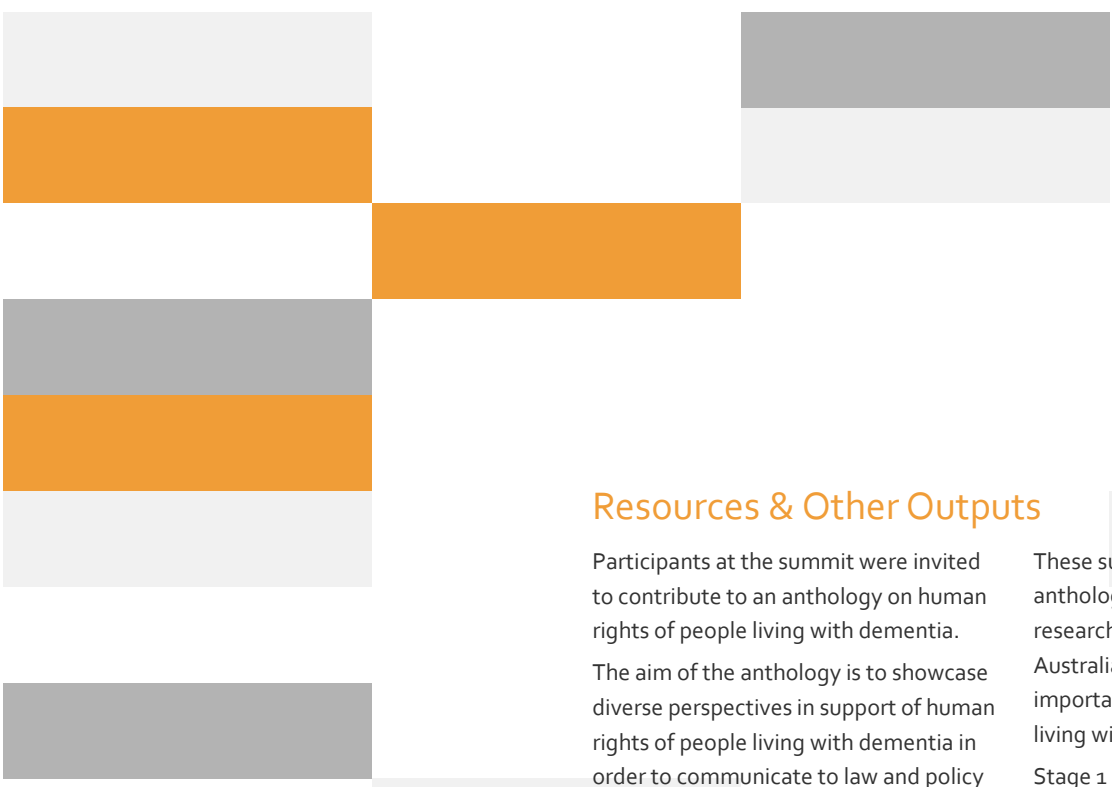 Resources & Other Outputs
Participants at the summit were invited
to contribute to an anthology on human
rights of people living with dementia.
The aim of the anthology is to showcase
diverse perspectives in support of human
rights of people living with dementia in
order to communicate to law and policy
These
Stage 1